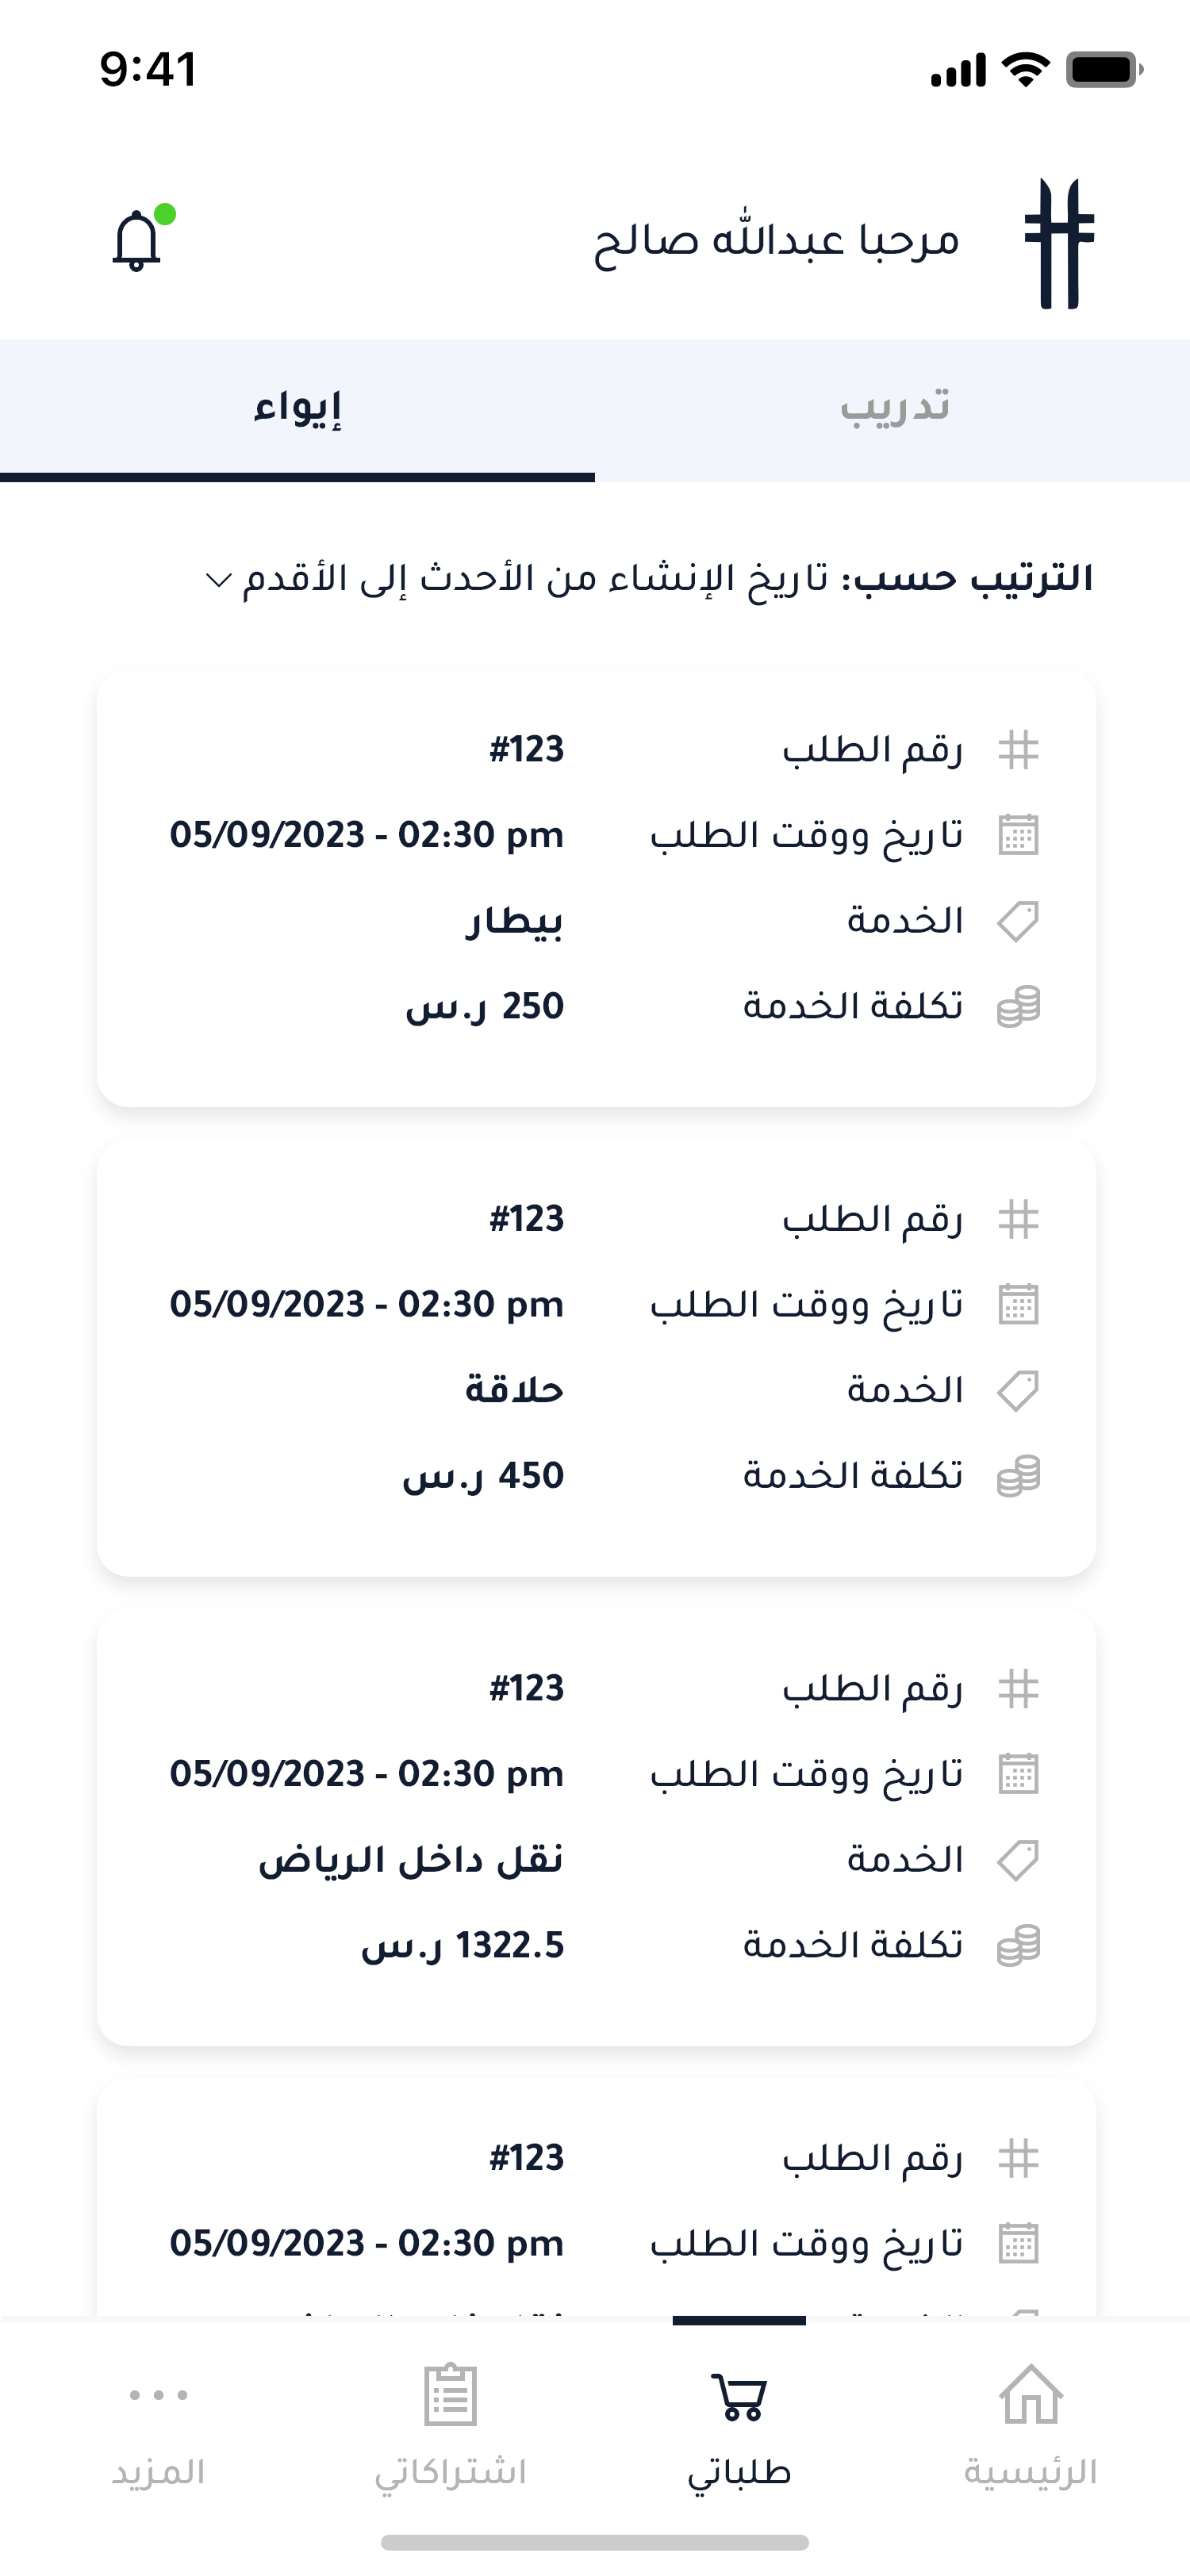 9:41
مرحبا عبدالله صالح
تدريب
إيواء
الترتيب حسب: تاريخ الإنشاء من الأحدث إلى الأقدم
رقم الطلب #123
تاريخ ووقت الطلب 05/09/2023 - 02:30 pm
الخدمة بيطار
تكلفة الخدمة 250 ر.س
رقم الطلب #123
تاريخ ووقت الطلب 05/09/2023 - 02:30 pm
الخدمة حلاقة
تكلفة الخدمة 450 ر.س
رقم الطلب #123
تاريخ ووقت الطلب 05/09/2023 - 02:30 pm
الخدمة نقل داخل الرياض
تكلفة الخدمة 1322.5 ر.س
رقم الطلب #123
تاريخ ووقت الطلب 05/09/2023 - 02:30 pm
الرئيسية
طلباتي
اشتراكاتي
المزيد